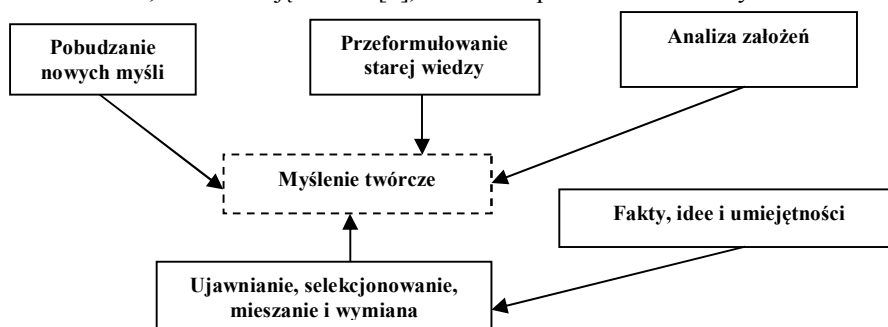 Pobudzanie
nowych myśli
Przeformułowanie
starej wiedzy
Analiza założeń
Myślenie twórcze
Fakty, idee i umiejętności
Ujawnianie, selekcjonowanie,
mieszanie i wymiana